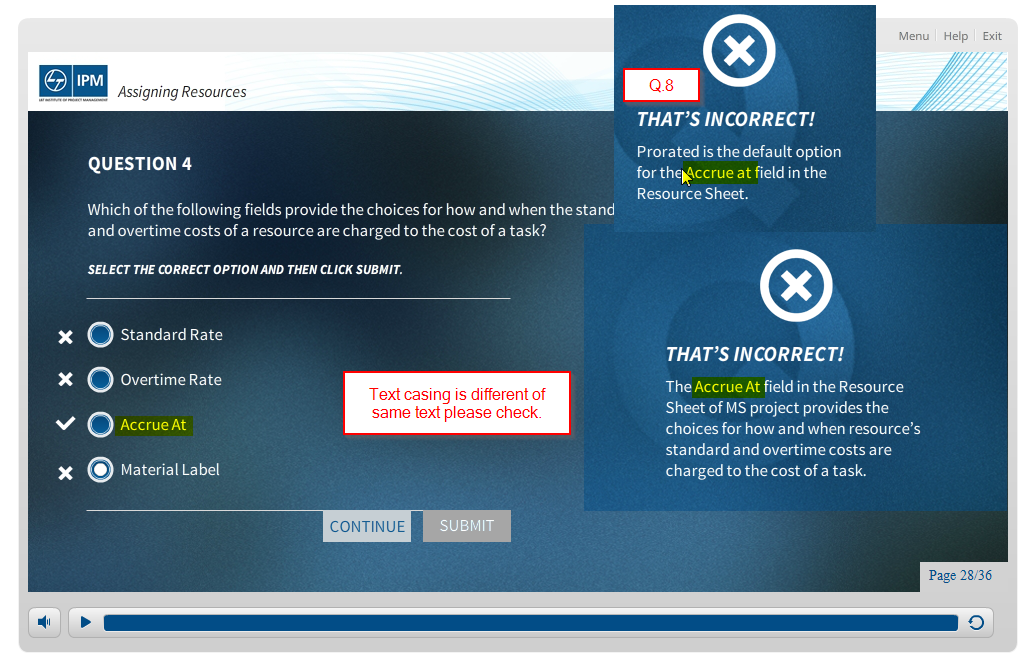 Menu Help Exit
IPM
L&T INSTITUTE OF PROJECT MANAGEMENT
Assigning Resources
Q.8
THAT'S INCORRECT!
Prorated is the default option
for the Accrue at field in the
Resource Sheet.
QUESTION 4
Which of the following fields provide the choices for how and when the stand
and overtime costs of a resource are charged to the cost of a task?
SELECT THE CORRECT OPTION AND THEN CLICK SUBMIT.
Standard Rate
Overtime Rate
Accrue At
Material Label
Text casing is different of
same text please check.
THAT'S INCORRECT!
The Accrue At field in the Resource
Sheet of MS project provides the
choices for how and when resource's
standard and overtime costs are
charged to the cost of a task.
CONTINUE SUBMIT
Page 28/36